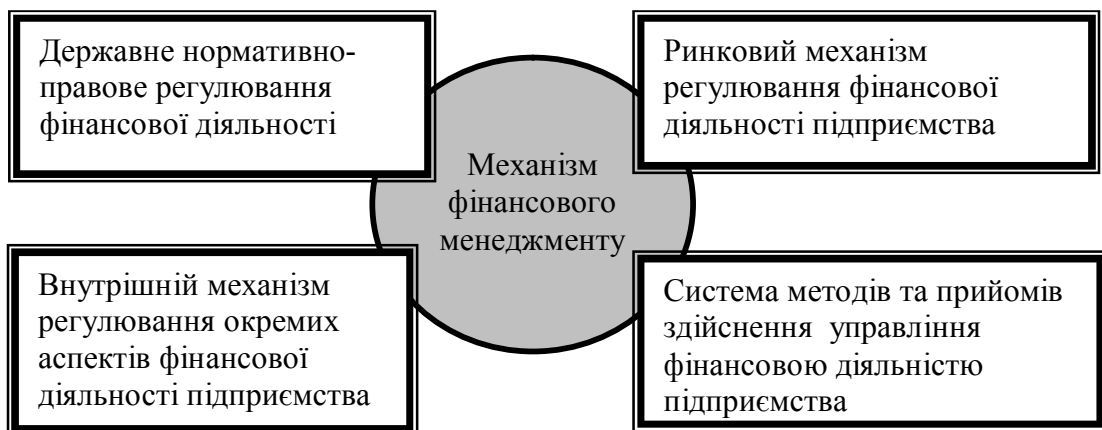 Державне нормативно-
правове регулювання
фінансової діяльності
Ринковий механізм
регулювання фінансової
діяльності підприємства
Механізм
фінансового
менеджменту
Внутрішній механізм
регулювання окремих
аспектів фінансової
діяльності підприємства
Система методів та прийомів
здійснення управління
фінансовою діяльністю
підприємства